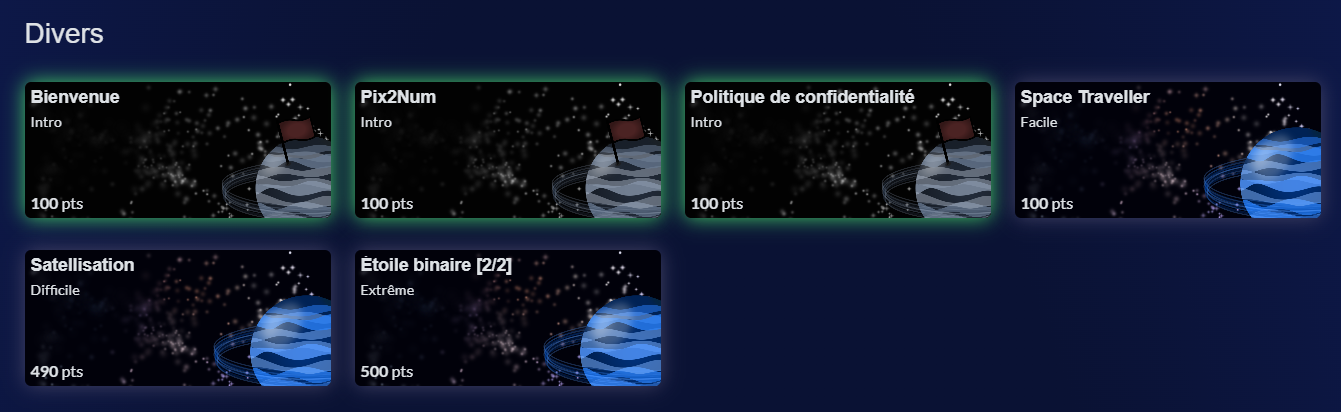 Divers
Bienvenue
Intro
100 pts
Pix2Num
Intro
100 pts
Politique de confidentialité
Intro
100 pts
Space Traveller
Facile
100 pts
Satellisation
Difficile
490 pts
Étoile binaire [2/2]
Extrême
500 pts